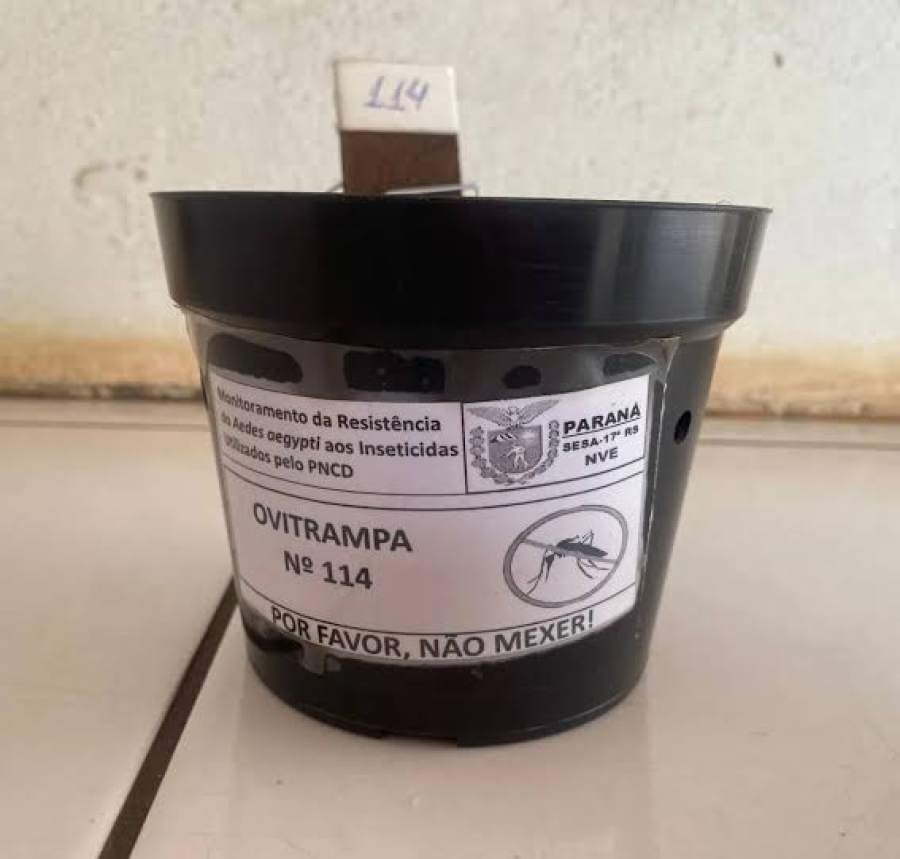 114
Monitoramento da Resistência
do Aedes aegypti aos Inseticidas
Utilizados pelo PNCD
PARANÁ
SESA-17ª RS
NVE
OVITRAMPA
Nº 114
POR FAVOR, NÃO MEXER!